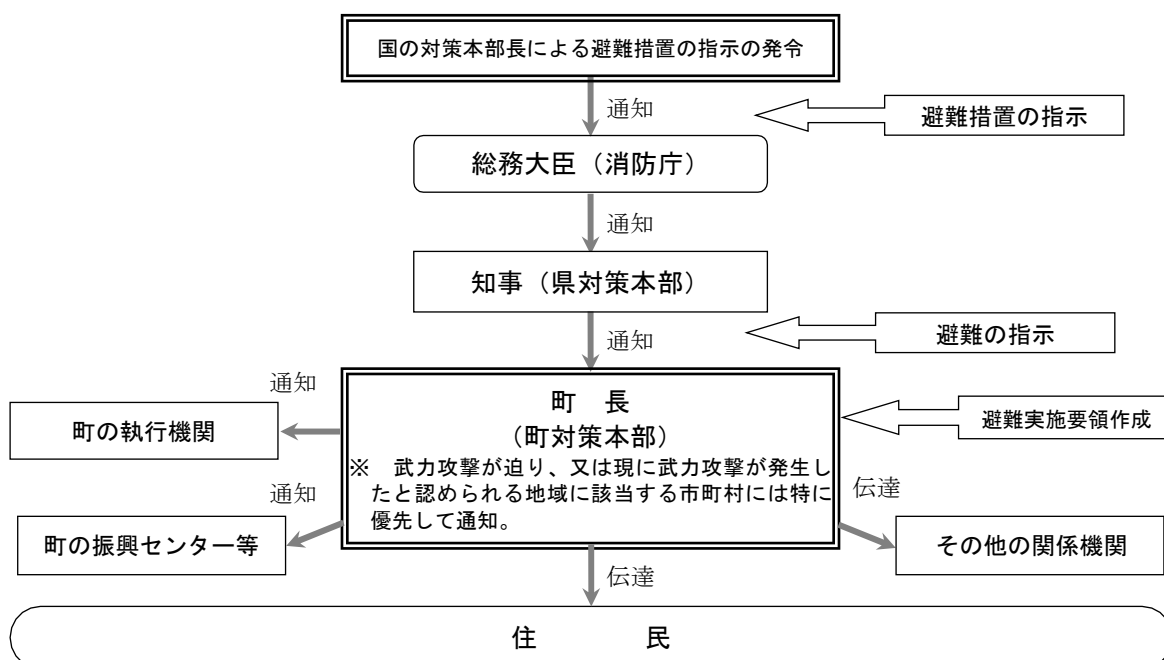 国の対策本部長による避難措置の指示の発令
通知
避難措置の指示
総務大臣（消防庁）
通知
知事（県対策本部）
通知
避難の指示
町　長
（町対策本部）
※　武力攻撃が迫り、又は現に武力攻撃が発生し
たと認められる地域に該当する市町村には特に
優先して通知。
避難実施要領作成
通知
町の執行機関
通知
町の振興センター等
伝達
その他の関係機関
伝達
住　　　　民